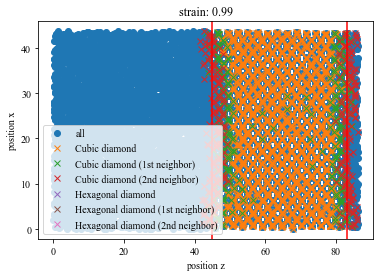 strain: 0.99
position x
40
30
20
10
0
all
Cubic diamond
Cubic diamond (1st neighbor)
Cubic diamond (2nd neighbor)
Hexagonal diamond
Hexagonal diamond (1st neighbor)
Hexagonal diamond (2nd neighbor)
0 20 40 60 80
position z